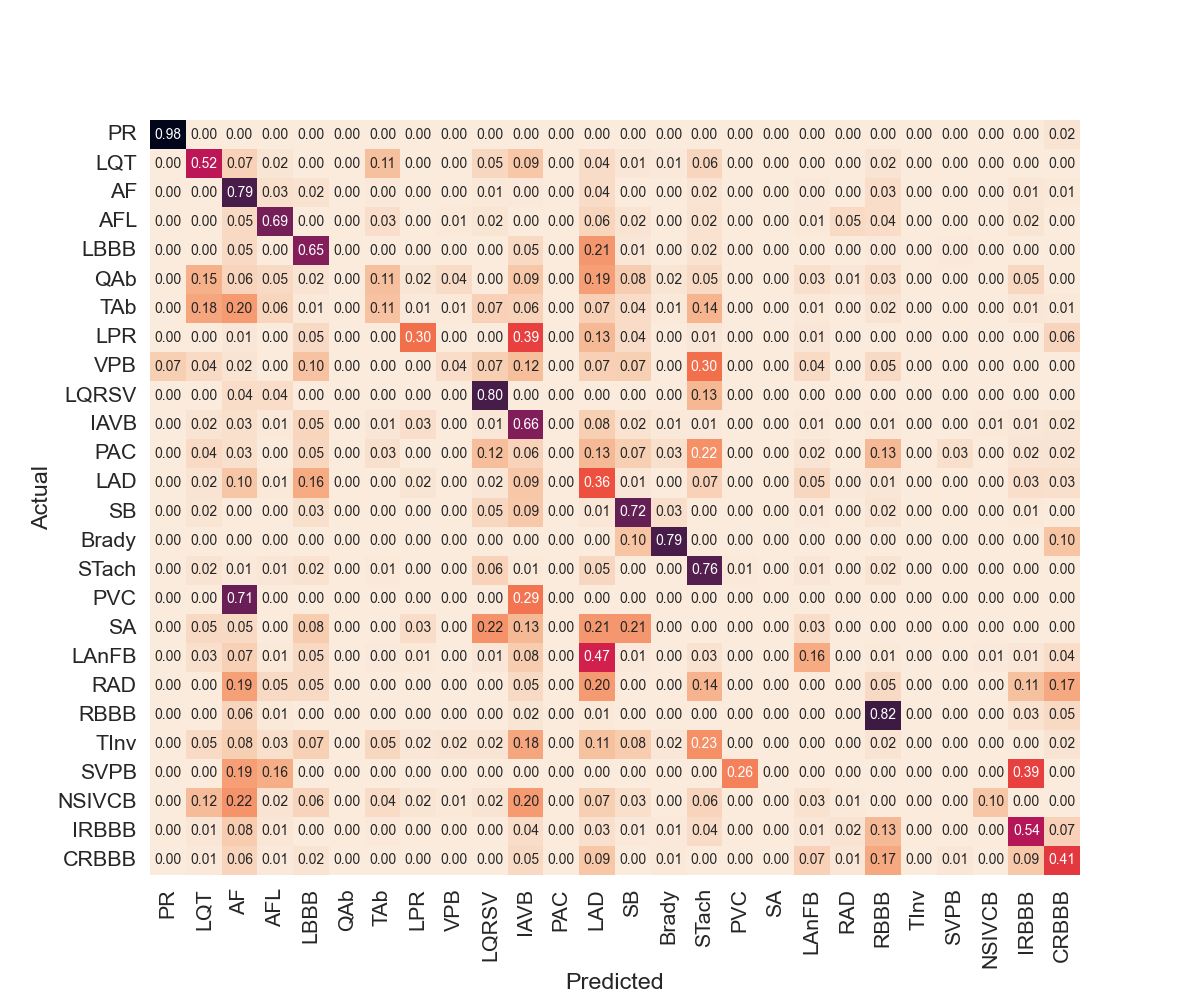 PR 0.98 0.00 0.00 0.00 0.00 0.00 0.00 0.00 0.00 0.00 0.00 0.00 0.00 0.00 0.00 0.00 0.00 0.00 0.00 0.00 0.00 0.00 0.00 0.00 0.00 0.02
LQT 0.00 0.52 0.07 0.02 0.00 0.00 0.11 0.00 0.00 0.05 0.09 0.00 0.04 0.01 0.01 0.06 0.00 0.00 0.00 0.00 0.02 0.00 0.00 0.00 0.00 0.00
AF 0.00 0.00 0.79 0.03 0.02 0.00 0.00 0.00 0.00 0.01 0.00 0.00 0.04 0.00 0.00 0.02 0.00 0.00 0.00 0.00 0.03 0.00 0.00 0.00 0.01 0.01
AFL 0.00 0.00 0.05 0.69 0.00 0.00 0.03 0.00 0.01 0.02 0.00 0.00 0.06 0.02 0.00 0.02 0.00 0.00 0.01 0.05 0.04 0.00 0.00 0.00 0.02 0.00
LBBB 0.00 0.00 0.05 0.00 0.65 0.00 0.00 0.00 0.00 0.00 0.05 0.00 0.21 0.01 0.00 0.02 0.00 0.00 0.00 0.00 0.00 0.00 0.00 0.00 0.00 0.00
QAb 0.00 0.15 0.06 0.05 0.02 0.00 0.11 0.02 0.04 0.00 0.09 0.00 0.19 0.08 0.02 0.05 0.00 0.00 0.03 0.01 0.03 0.00 0.00 0.00 0.05 0.00
TAb 0.00 0.18 0.20 0.06 0.01 0.00 0.11 0.01 0.01 0.07 0.06 0.00 0.07 0.04 0.01 0.14 0.00 0.00 0.01 0.00 0.02 0.00 0.00 0.00 0.01 0.01
LPR 0.00 0.00 0.01 0.00 0.05 0.00 0.00 0.30 0.00 0.00 0.39 0.00 0.13 0.04 0.00 0.01 0.00 0.00 0.01 0.00 0.00 0.00 0.00 0.00 0.00 0.06
VPB 0.07 0.04 0.02 0.00 0.10 0.00 0.00 0.00 0.04 0.07 0.12 0.00 0.07 0.07 0.00 0.30 0.00 0.00 0.04 0.00 0.05 0.00 0.00 0.00 0.00 0.00
LQRSV 0.00 0.00 0.04 0.04 0.00 0.00 0.00 0.00 0.00 0.80 0.00 0.00 0.00 0.00 0.00 0.13 0.00 0.00 0.00 0.00 0.00 0.00 0.00 0.00 0.00 0.00
IAVB 0.00 0.02 0.03 0.01 0.05 0.00 0.01 0.03 0.00 0.01 0.66 0.00 0.08 0.02 0.01 0.01 0.00 0.00 0.01 0.00 0.01 0.00 0.00 0.01 0.01 0.02
PAC 0.00 0.04 0.03 0.00 0.05 0.00 0.03 0.00 0.00 0.12 0.06 0.00 0.13 0.07 0.03 0.22 0.00 0.00 0.02 0.00 0.13 0.00 0.03 0.00 0.02 0.02
LAD 0.00 0.02 0.10 0.01 0.16 0.00 0.00 0.02 0.00 0.02 0.09 0.00 0.36 0.01 0.00 0.07 0.00 0.00 0.05 0.00 0.01 0.00 0.00 0.00 0.03 0.03
SB 0.00 0.02 0.00 0.00 0.03 0.00 0.00 0.00 0.00 0.05 0.09 0.00 0.01 0.72 0.03 0.00 0.00 0.00 0.01 0.00 0.02 0.00 0.00 0.00 0.01 0.00
Brady 0.00 0.00 0.00 0.00 0.00 0.00 0.00 0.00 0.00 0.00 0.00 0.00 0.00 0.10 0.79 0.00 0.00 0.00 0.00 0.00 0.00 0.00 0.00 0.00 0.00 0.10
STach 0.00 0.02 0.01 0.01 0.02 0.00 0.01 0.00 0.00 0.06 0.01 0.00 0.05 0.00 0.00 0.76 0.01 0.00 0.01 0.00 0.02 0.00 0.00 0.00 0.00 0.00
PVC 0.00 0.00 0.71 0.00 0.00 0.00 0.00 0.00 0.00 0.00 0.29 0.00 0.00 0.00 0.00 0.00 0.00 0.00 0.00 0.00 0.00 0.00 0.00 0.00 0.00 0.00
SA 0.00 0.05 0.05 0.00 0.08 0.00 0.00 0.03 0.00 0.22 0.13 0.00 0.21 0.21 0.00 0.00 0.00 0.00 0.03 0.00 0.00 0.00 0.00 0.00 0.00 0.00
LAnFB 0.00 0.03 0.07 0.01 0.05 0.00 0.00 0.01 0.00 0.01 0.08 0.00 0.47 0.01 0.00 0.03 0.00 0.00 0.16 0.00 0.01 0.00 0.00 0.01 0.01 0.04
RAD 0.00 0.00 0.19 0.05 0.05 0.00 0.00 0.00 0.00 0.00 0.05 0.00 0.20 0.00 0.00 0.14 0.00 0.00 0.00 0.00 0.05 0.00 0.00 0.00 0.11 0.17
RBBB 0.00 0.00 0.06 0.01 0.00 0.00 0.00 0.00 0.00 0.00 0.02 0.00 0.01 0.00 0.00 0.00 0.00 0.00 0.00 0.00 0.82 0.00 0.00 0.00 0.03 0.05
TInv 0.00 0.05 0.08 0.03 0.07 0.00 0.05 0.02 0.02 0.02 0.18 0.00 0.11 0.08 0.02 0.23 0.00 0.00 0.00 0.00 0.02 0.00 0.00 0.00 0.00 0.02
SVPB 0.00 0.00 0.19 0.16 0.00 0.00 0.00 0.00 0.00 0.00 0.00 0.00 0.00 0.00 0.00 0.00 0.26 0.00 0.00 0.00 0.00 0.00 0.00 0.00 0.39 0.00
NSIVCB 0.00 0.12 0.22 0.02 0.06 0.00 0.04 0.02 0.01 0.02 0.20 0.00 0.07 0.03 0.00 0.06 0.00 0.00 0.03 0.01 0.00 0.00 0.00 0.10 0.00 0.00
IRBBB 0.00 0.01 0.08 0.01 0.00 0.00 0.00 0.00 0.00 0.00 0.04 0.00 0.03 0.01 0.01 0.04 0.00 0.00 0.01 0.02 0.13 0.00 0.00 0.00 0.54 0.07
CRBBB 0.00 0.01 0.06 0.01 0.02 0.00 0.00 0.00 0.00 0.00 0.05 0.00 0.09 0.00 0.01 0.00 0.00 0.00 0.07 0.01 0.17 0.00 0.01 0.00 0.09 0.41
Actual
PR LQT AF AFL LBBB QAb TAb LPR VPB LQRSV IAVB PAC LAD SB Brady STach PVC SA LAnFB RAD RBBB TInv SVPB NSIVCB IRBBB CRBBB
Predicted